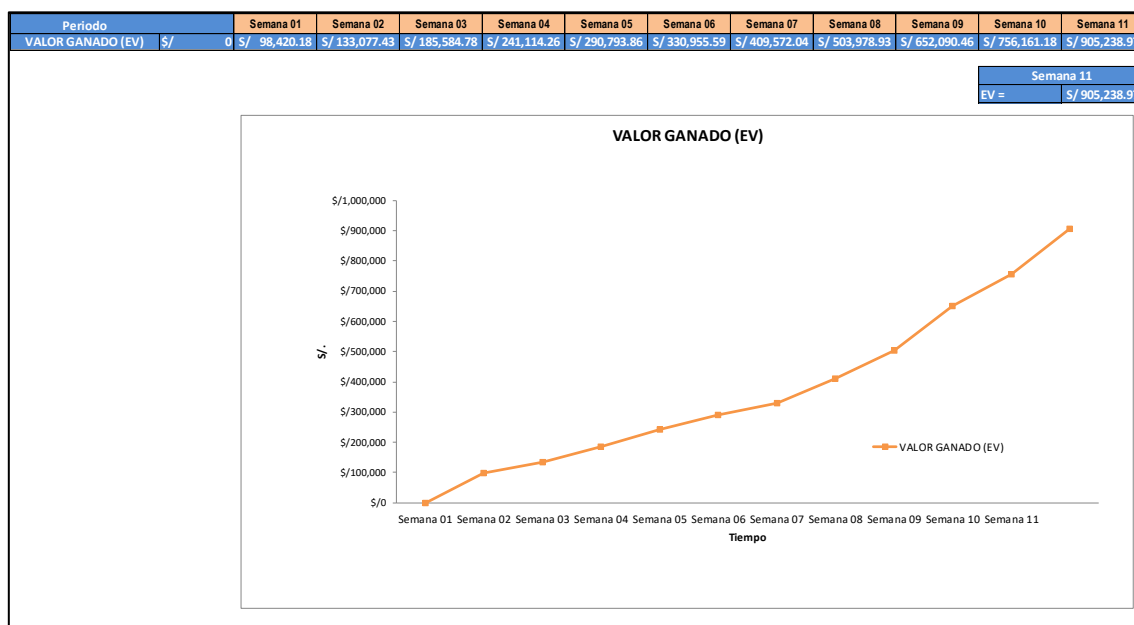 Periodo Semana 01 Semana 02 Semana 03 Semana 04 Semana 05 Semana 06 Semana 07 Semana 08 Semana 09 Semana 10 Semana 11
VALOR GANADO (EV) S/ 0 S/ 98,420.18 S/ 133,077.43 S/ 185,584.78 S/ 241,114.26 S/ 290,793.86 S/ 330,955.59 S/ 409,572.04 S/ 503,978.93 S/ 652,090.46 S/ 756,161.18 S/ 905,238.9
Semana 11
EV = S/ 905,238.9
VALOR GANADO (EV)
S/1,000,000
S/900,000
S/800,000
S/700,000
S/600,000
S/500,000
S/400,000
S/300,000
S/200,000
S/100,000
S/0
S/.
VALOR GANADO (EV)
Semana 01 Semana 02 Semana 03 Semana 04 Semana 05 Semana 06 Semana 07 Semana 08 Semana 09 Semana 10 Semana 11
Tiempo